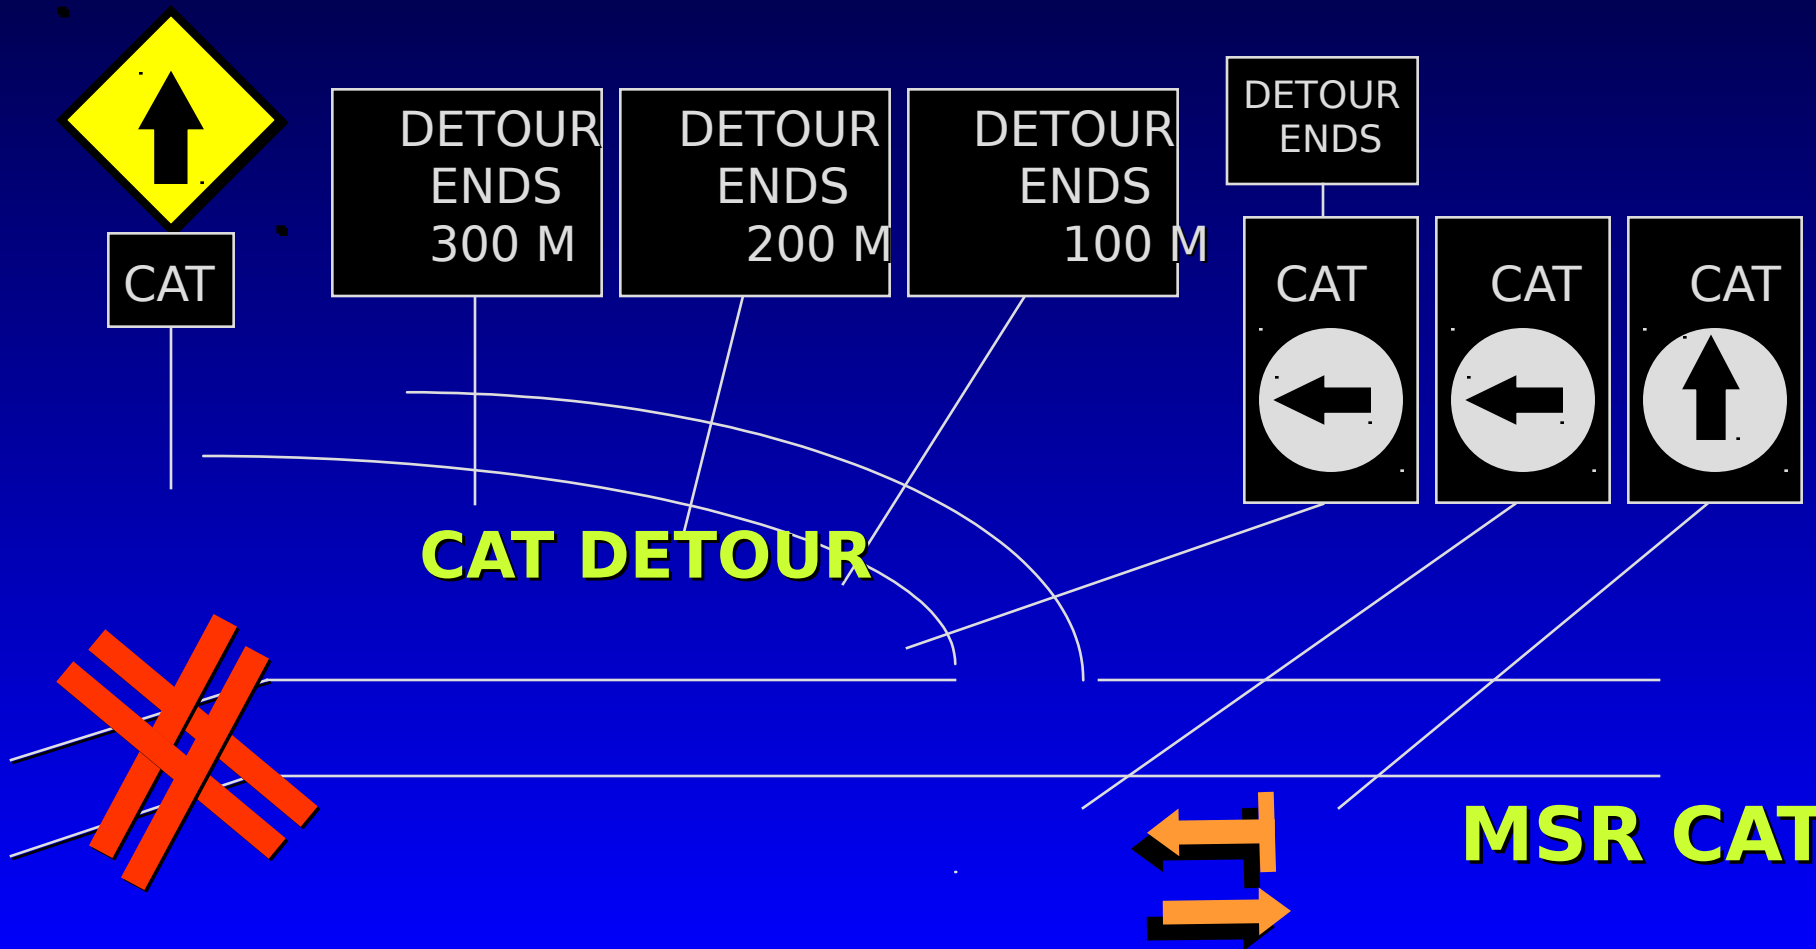 DETOUR
ENDS
300 M
DETOUR
ENDS
200 M
DETOUR
ENDS
100 M
DETOUR
ENDS
CAT
CAT
CAT
CAT
CAT DETOUR
MSR CAT